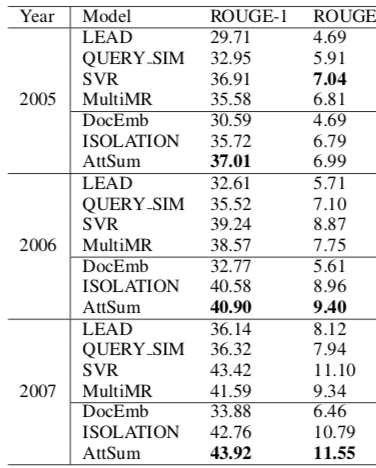 Year Model ROUGE-1 ROUGE
LEAD 29.71 4.69
QUERY_SIM 32.95 5.91
SVR 36.91 7.04
2005 MultiMR 35.58 6.81
DocEmb 30.59 4.69
ISOLATION 35.72 6.79
AttSum 37.01 6.99
LEAD 32.61 5.71
QUERY_SIM 35.52 7.10
SVR 39.24 8.87
2006 MultiMR 38.57 7.75
DocEmb 32.77 5.61
ISOLATION 40.58 8.96
AttSum 40.90 9.40
LEAD 36.14 8.12
QUERY_SIM 36.32 7.94
SVR 43.42 11.10
2007 MultiMR 41.59 9.34
DocEmb 33.88 6.46
ISOLATION 42.76 10.79
AttSum 43.92 11.55